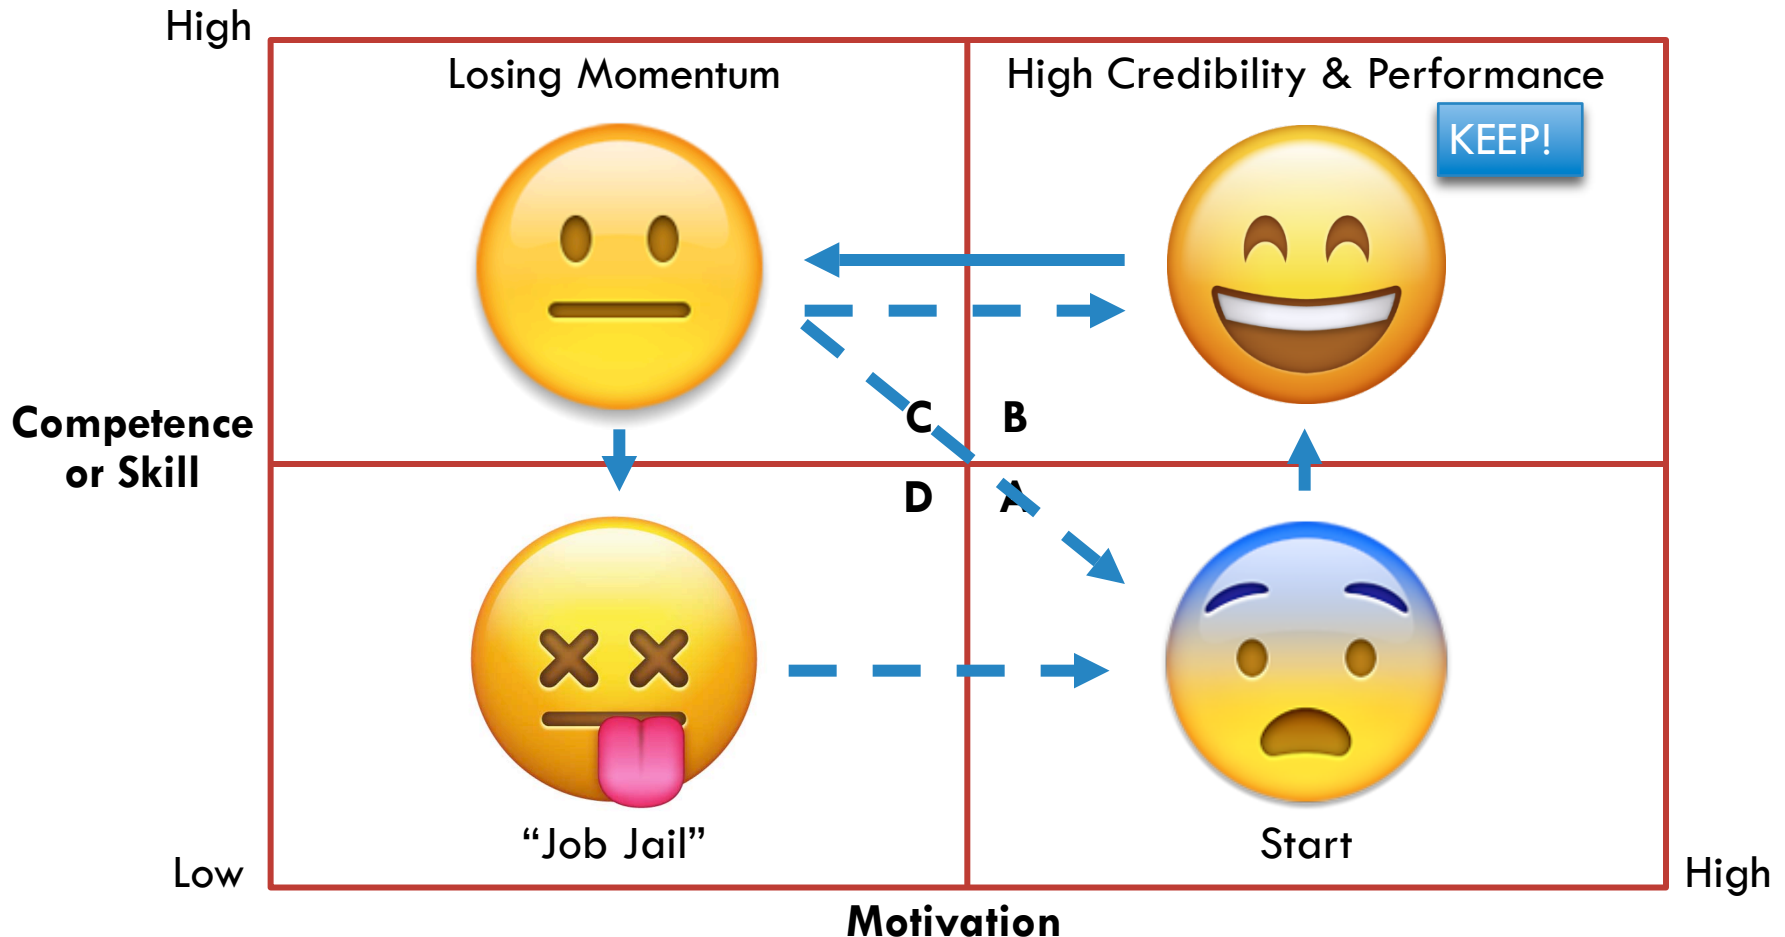 High
Losing Momentum
High Credibility & Performance
KEEP!
Competence
or Skill
C
B
D
A
“Job Jail”
Start
Low
High
Motivation